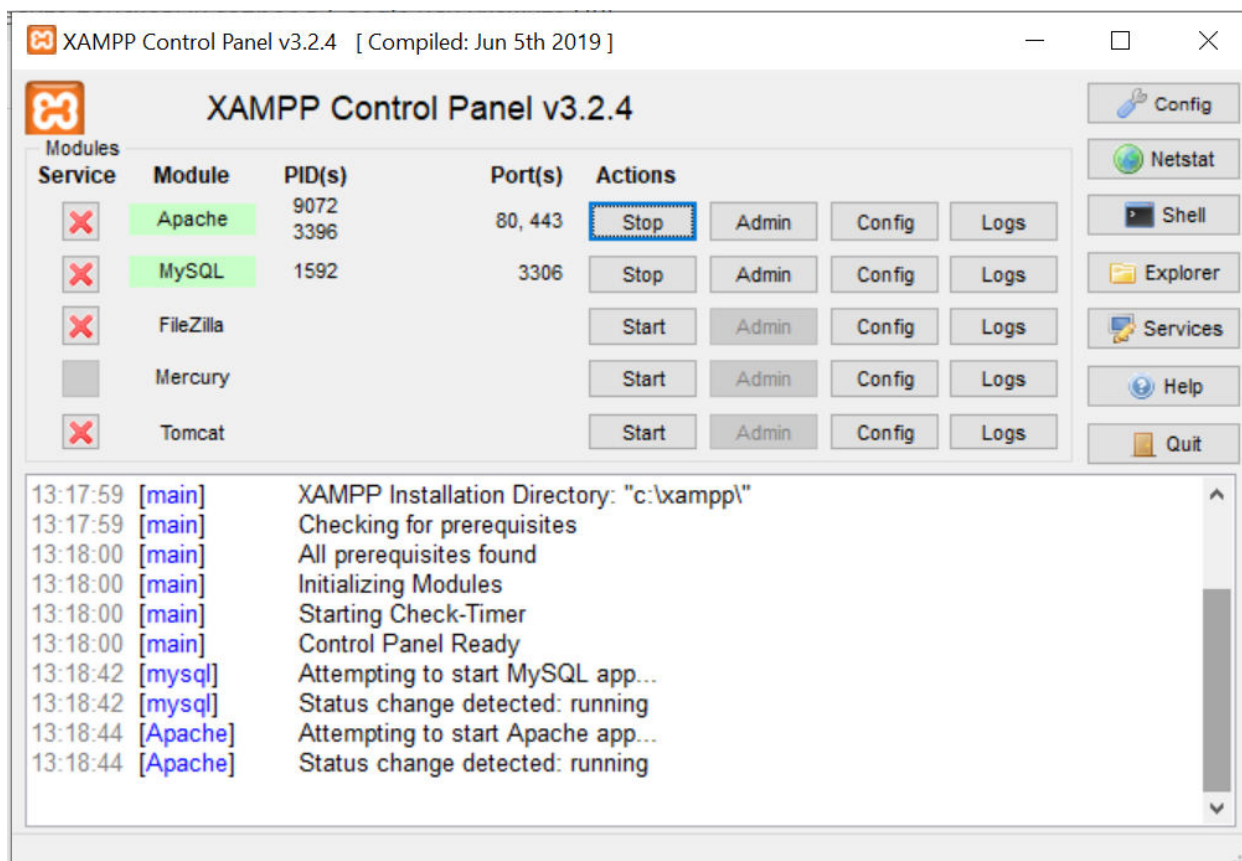 XAMPP Control Panel v3.2.4 [ Compiled: Jun 5th 2019 ]
XAMPP Control Panel v3.2.4
Config
Modules
Service Module PID(s) Port(s) Actions
Netstat
Apache 9072 3396 80, 443 Stop Admin Config Logs
Shell
MySQL 1592 3306 Stop Admin Config Logs
Explorer
FileZilla Start Admin Config Logs
Services
Mercury Start Admin Config Logs
Help
Tomcat Start Admin Config Logs
Quit
13:17:59 [main] XAMPP Installation Directory: "c:\xampp\"
13:17:59 [main] Checking for prerequisites
13:18:00 [main] All prerequisites found
13:18:00 [main] Initializing Modules
13:18:00 [main] Starting Check-Timer
13:18:00 [main] Control Panel Ready
13:18:42 [mysql] Attempting to start MySQL app...
13:18:42 [mysql] Status change detected: running
13:18:44 [Apache] Attempting to start Apache app...
13:18:44 [Apache] Status change detected: running